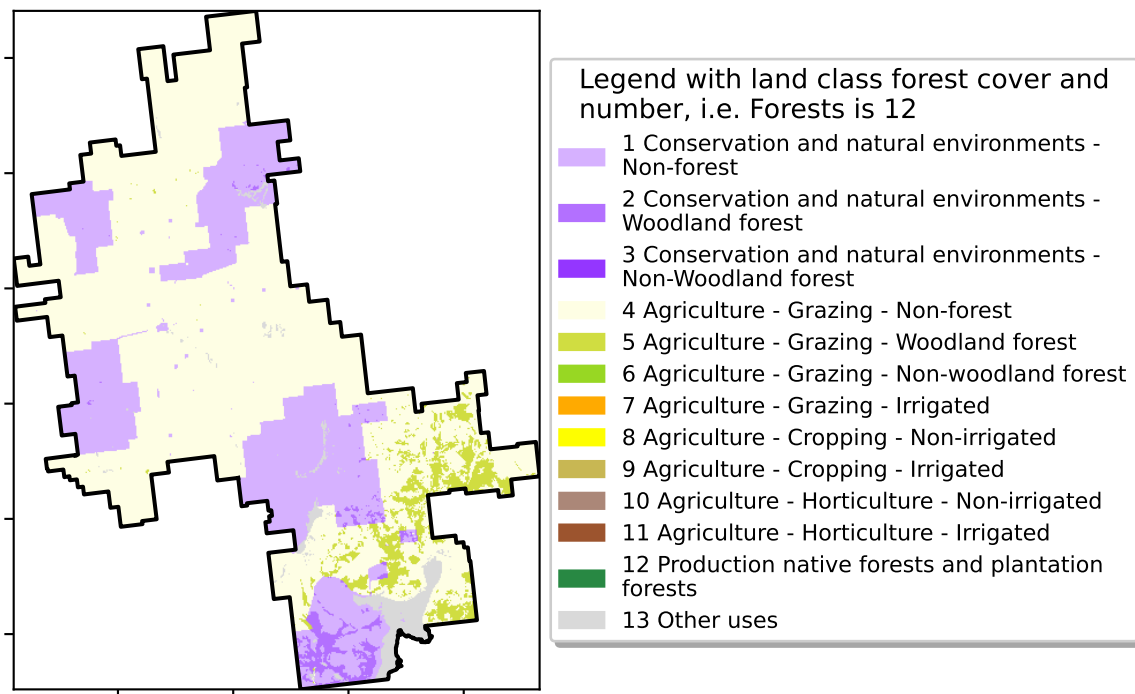 Legend with land class forest cover and
number, i.e. Forests is 12
1 Conservation and natural environments -
Non-forest
2 Conservation and natural environments -
Woodland forest
3 Conservation and natural environments -
Non-Woodland forest
4 Agriculture - Grazing - Non-forest
5 Agriculture - Grazing - Woodland forest
6 Agriculture - Grazing - Non-woodland forest
7 Agriculture - Grazing - Irrigated
8 Agriculture - Cropping - Non-irrigated
9 Agriculture - Cropping - Irrigated
10 Agriculture - Horticulture - Non-irrigated
11 Agriculture - Horticulture - Irrigated
12 Production native forests and plantation
forests
13 Other uses